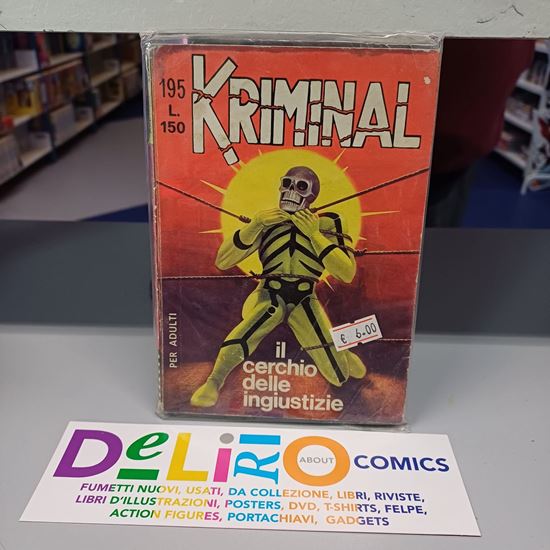 195
L.
150
KRIMINAL
PER ADULTI
€ 6.00
il
cerchio
delle
ingiustizie
DeLiRiO
ABOUT
COMICS
FUMETTI NUOVI, USATI, DA COLLEZIONE, LIBRI, RIVISTE,
LIBRI D'ILLUSTRAZIONI, POSTERS, DVD, T-SHIRTS, FELPE,
ACTION FIGURES, PORTACHIAVI, GADGETS